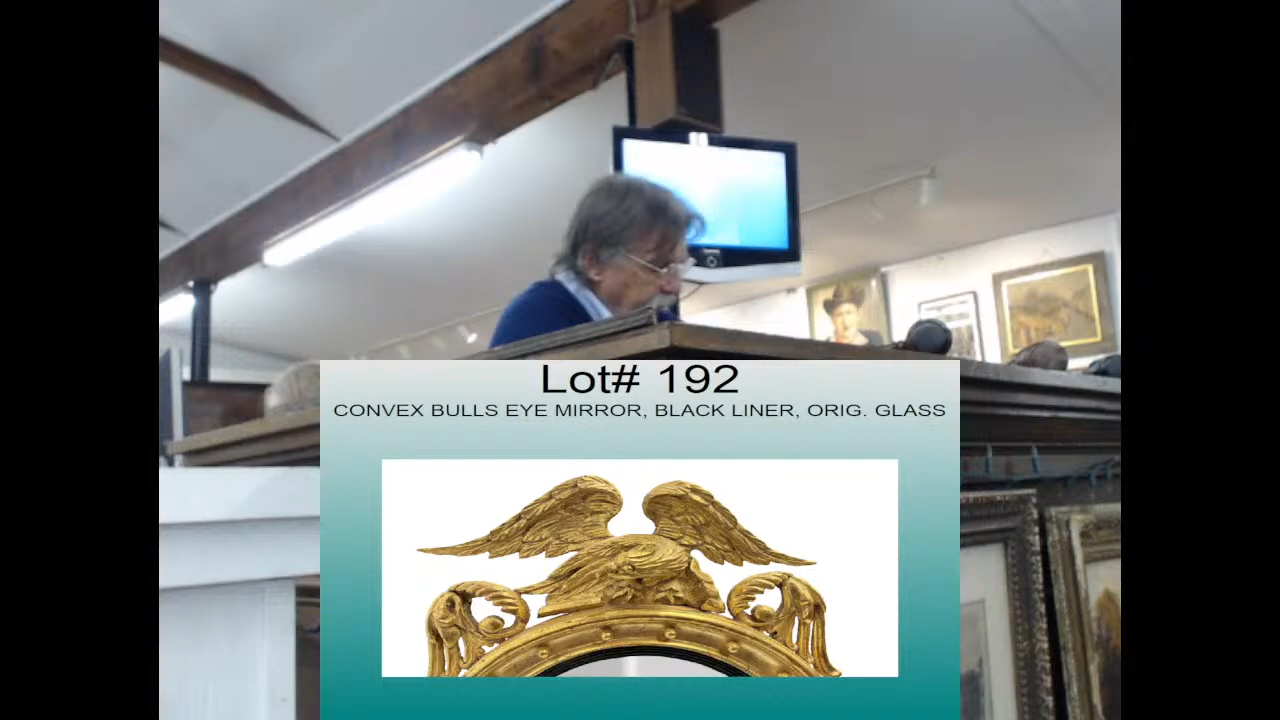 Lot# 192
CONVEX BULLS EYE MIRROR, BLACK LINER, ORIG. GLASS